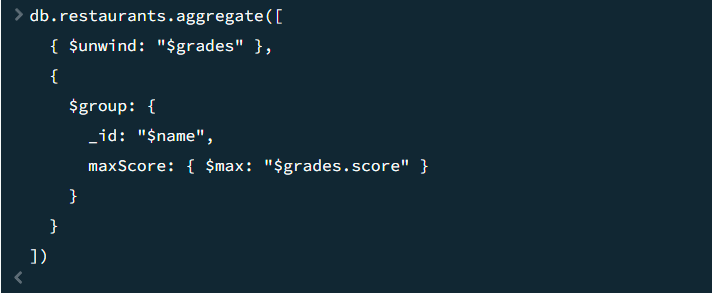 > db.restaurants.aggregate([
{ $unwind: "$grades" },
{
$group: {
_id: "$name",
maxScore: { $max: "$grades.score" }
}
}
])
<